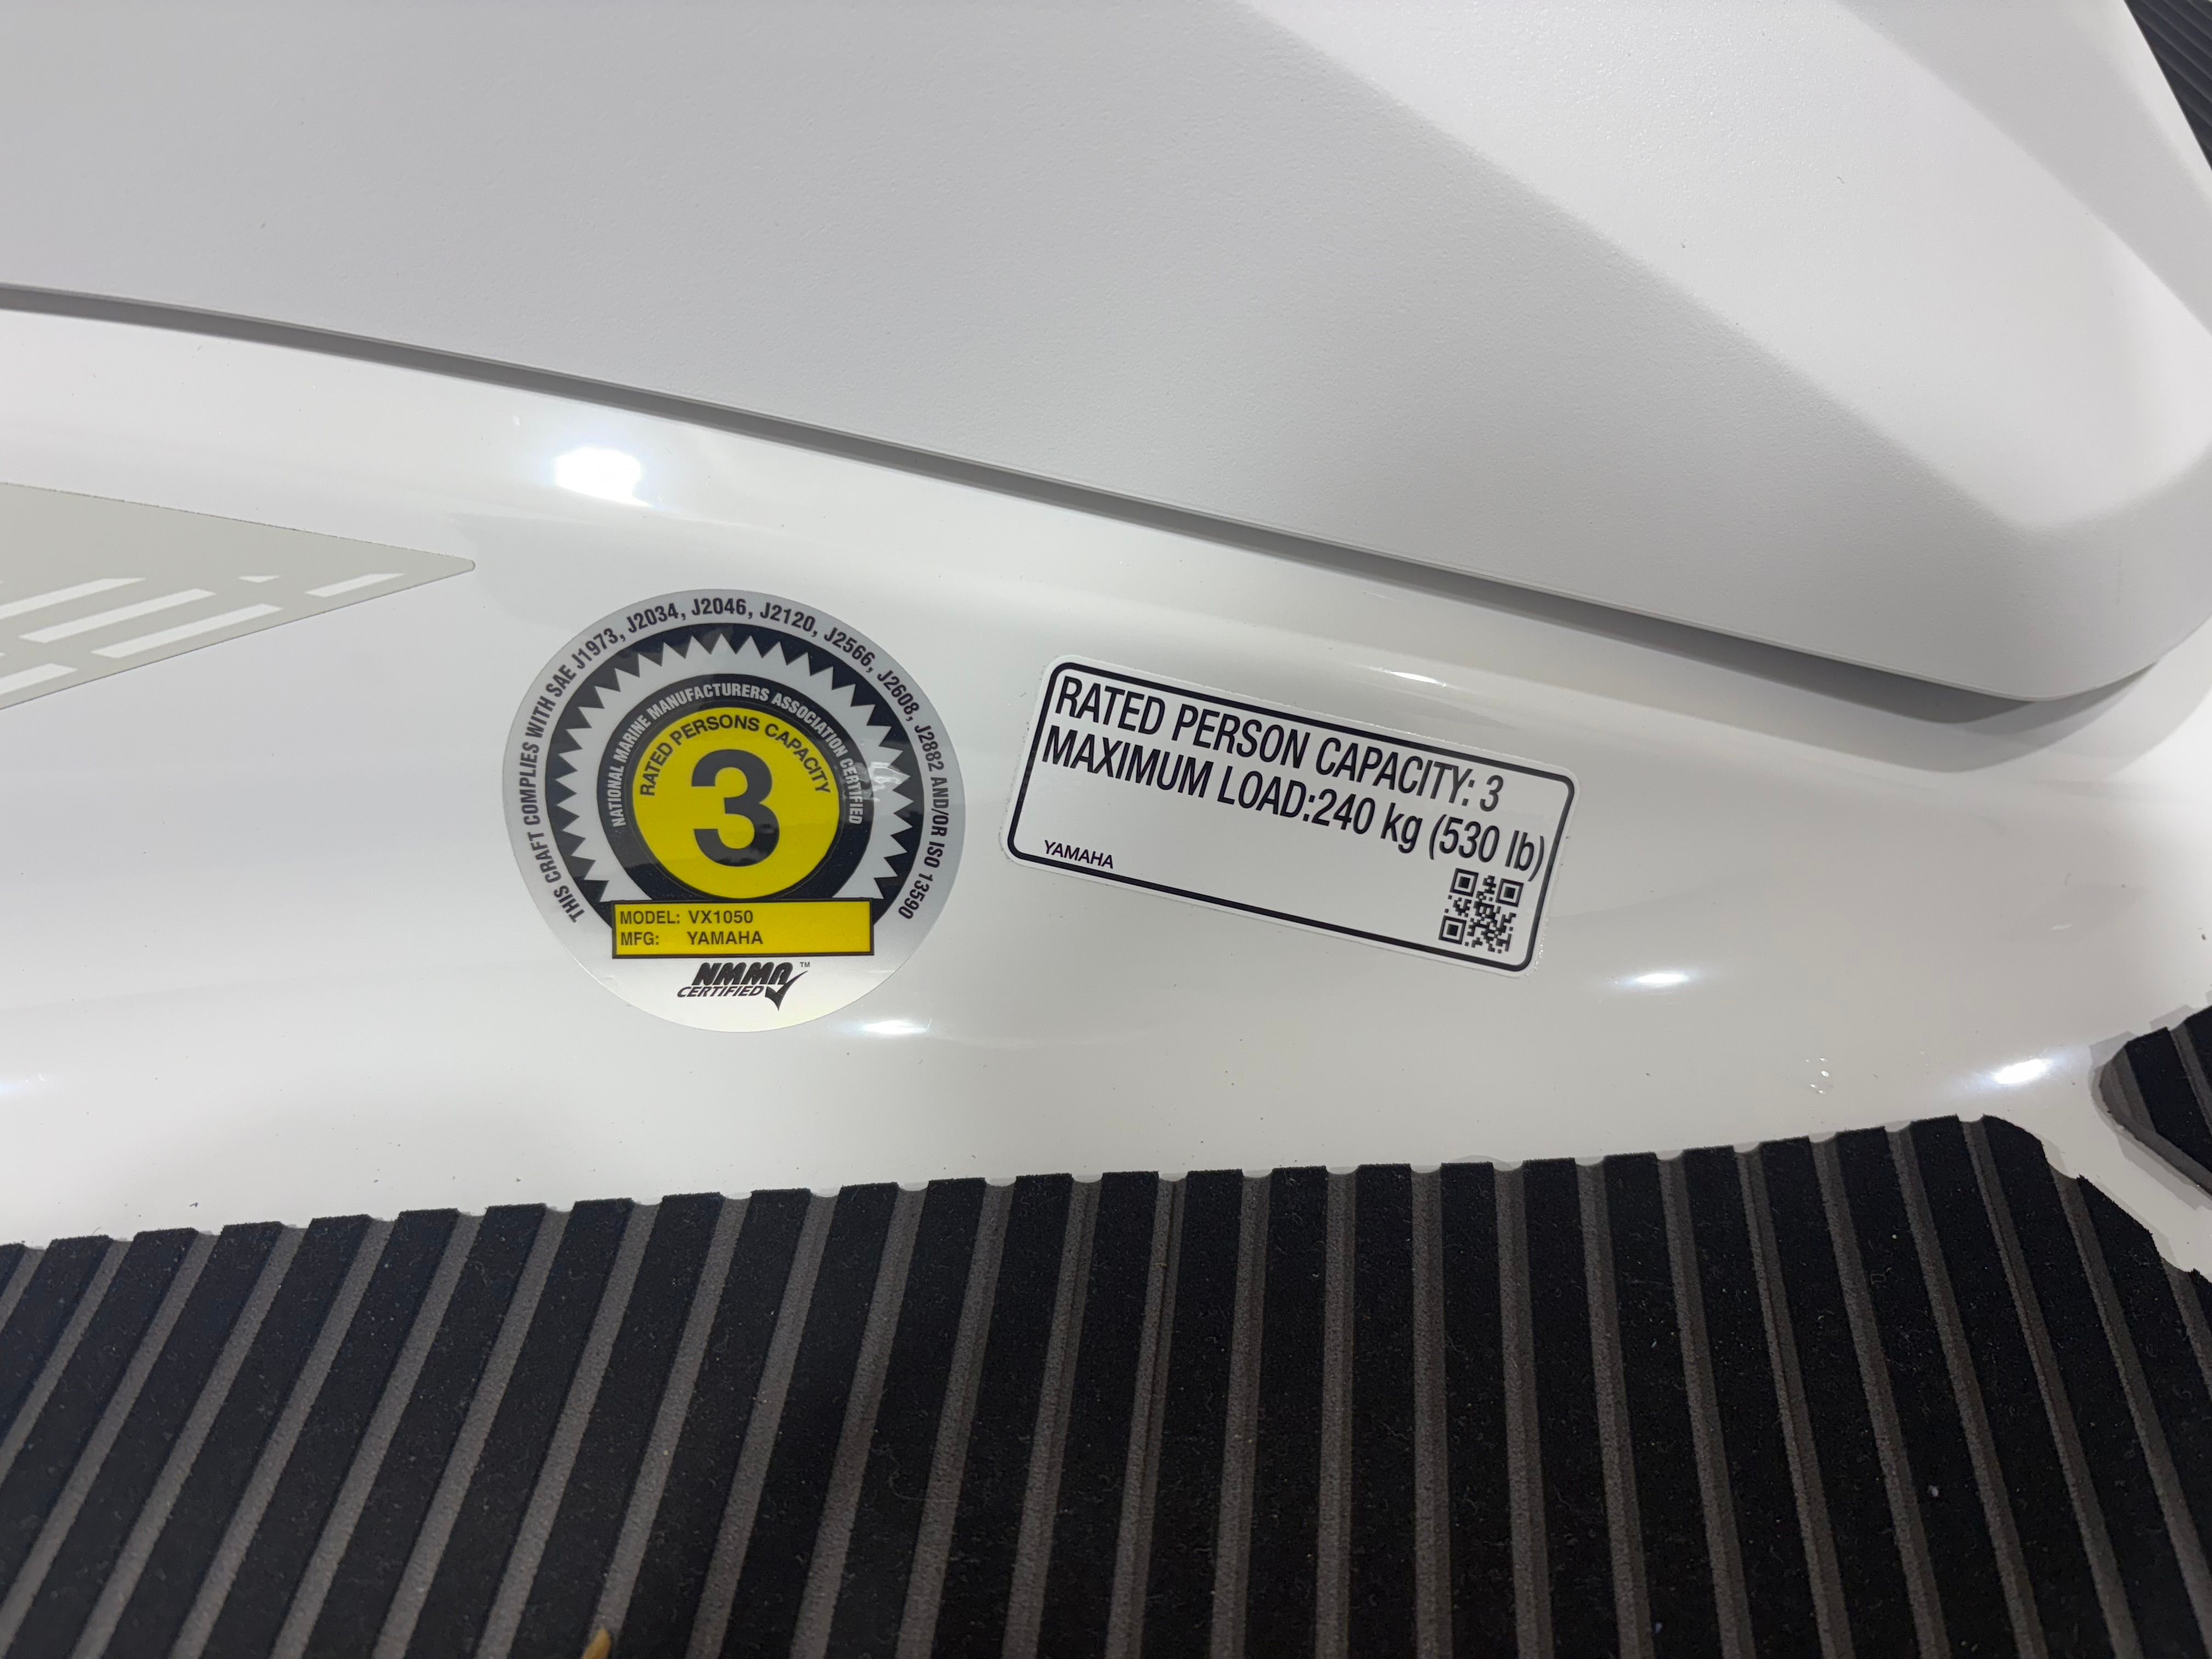 THIS CRAFT COMPLIES WITH SAE J1973, J2034, J2046, J2120, J2566, J2608, J2882 AND/OR ISO 13590
NATIONAL MARINE MANUFACTURERS ASSOCIATION CERTIFIED
RATED PERSONS CAPACITY
3
MODEL: VX1050
MFG: YAMAHA
NMMA ™
CERTIFIED
RATED PERSON CAPACITY: 3
MAXIMUM LOAD:240 kg (530 lb)
YAMAHA